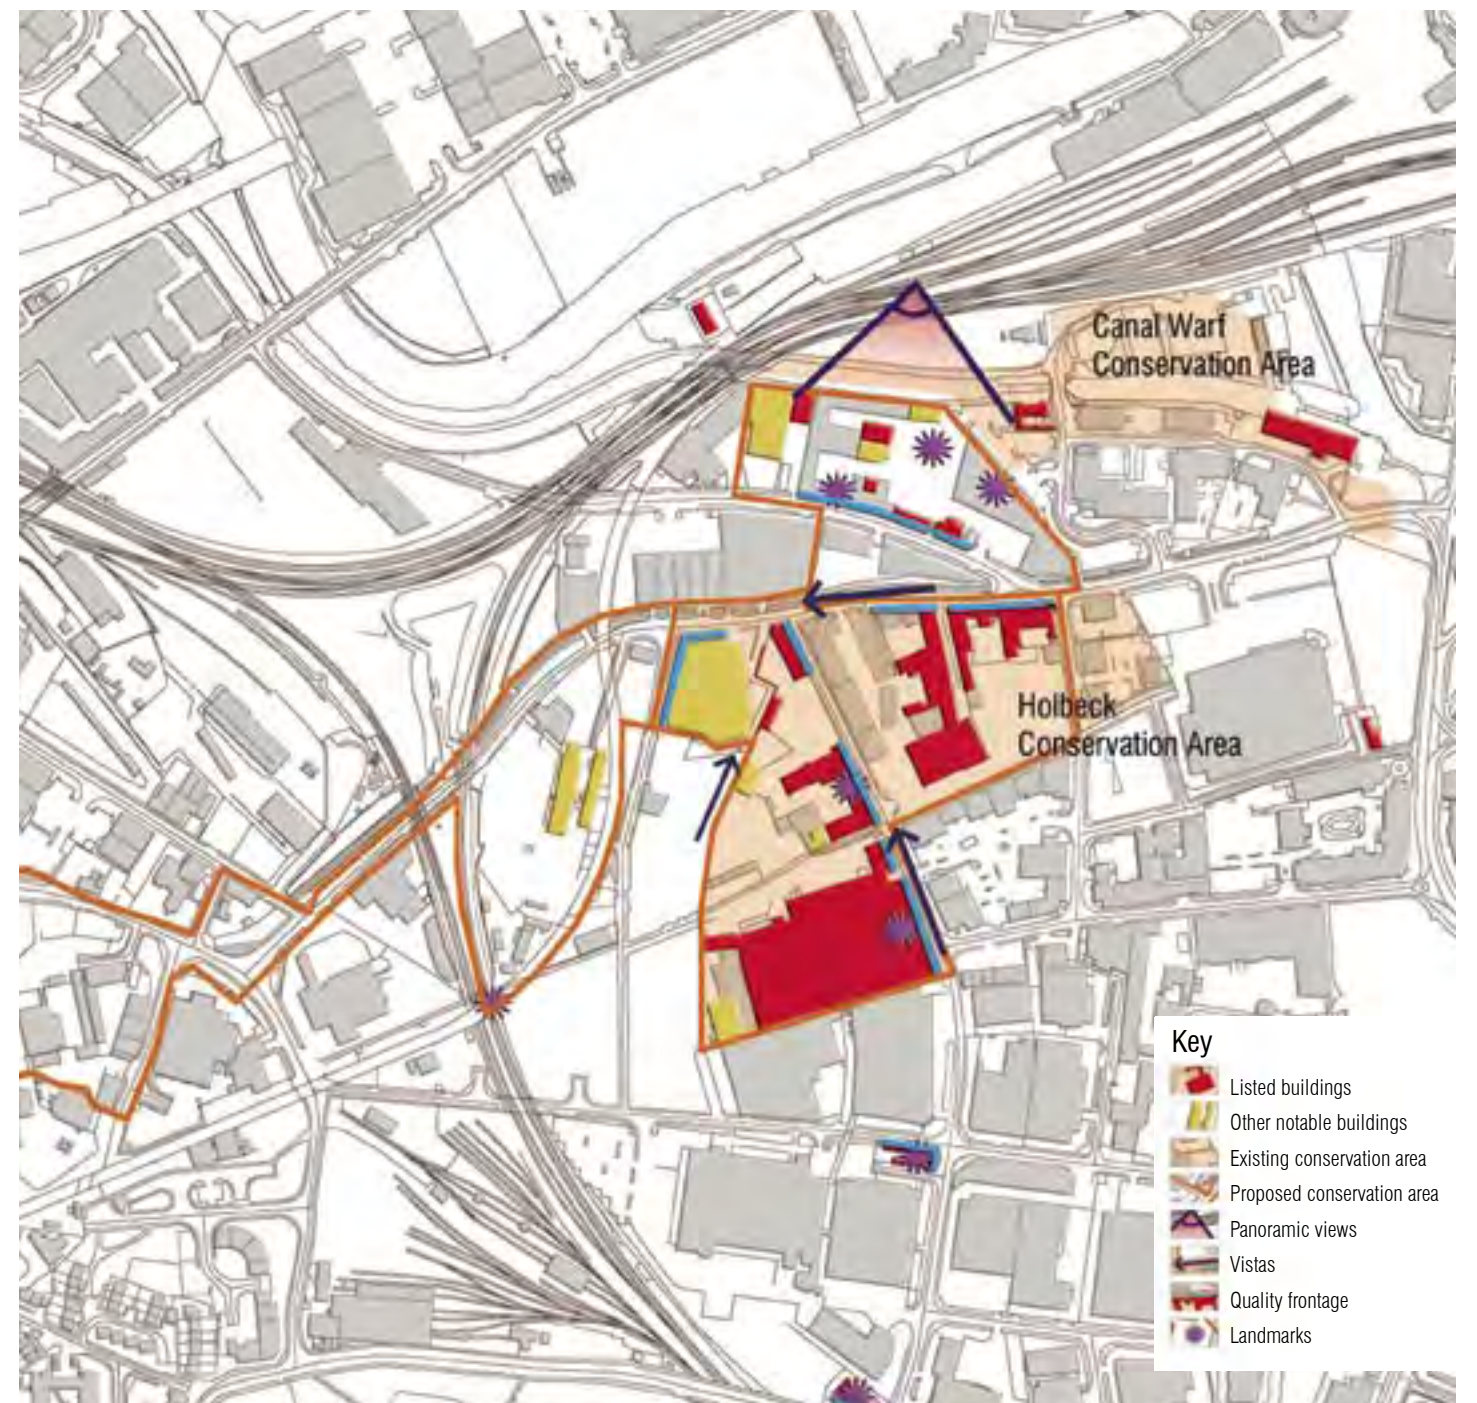 Canal Warf
Conservation Area
Holbeck
Conservation Area
Key
Listed buildings
Other notable buildings
Existing conservation area
Proposed conservation area
Panoramic views
Vistas
Quality frontage
Landmarks